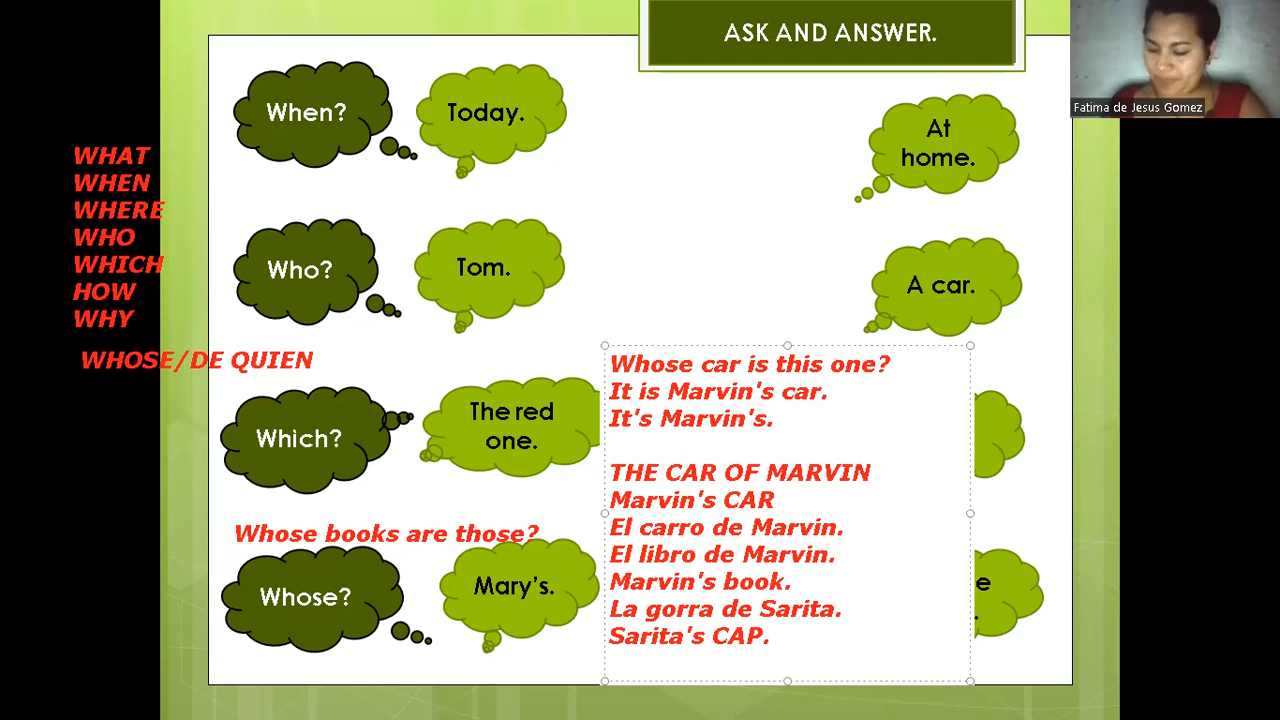 ASK AND ANSWER.
Fatima de Jesus Gomez
When?
Today.
At
home.
WHAT
WHEN
WHERE
WHO
WHICH
HOW
WHY
WHOSE/DE QUIEN
Who?
Tom.
A car.
Which?
The red
one.
Whose car is this one?
It is Marvin's car.
It's Marvin's.
THE CAR OF MARVIN
Marvin's CAR
El carro de Marvin.
El libro de Marvin.
Marvin's book.
La gorra de Sarita.
Sarita's CAP.
Whose books are those?
Whose?
Mary's.